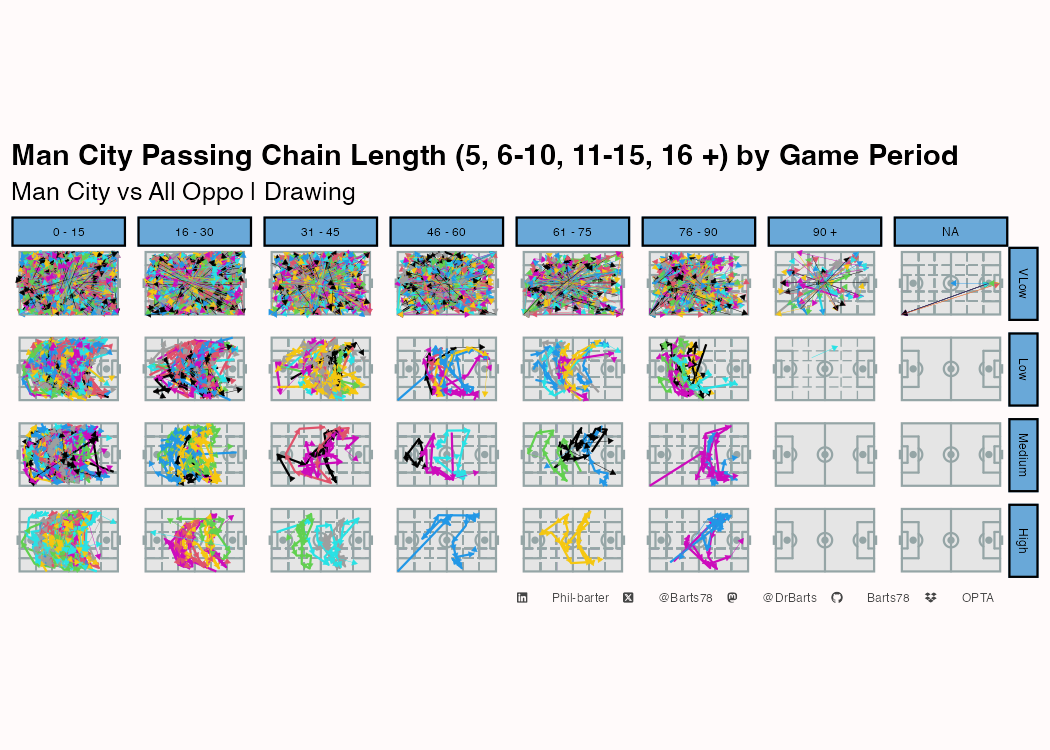 Man City Passing Chain Length (5, 6-10, 11-15, 16 +) by Game Period
Man City vs All Oppo | Drawing
0 - 15 16 - 30 31 - 45 46 - 60 61 - 75 76 - 90 90 + NA
VLow
Low
Medium
High
Phil-barter @Barts78 @DrBarts Barts78 OPTA